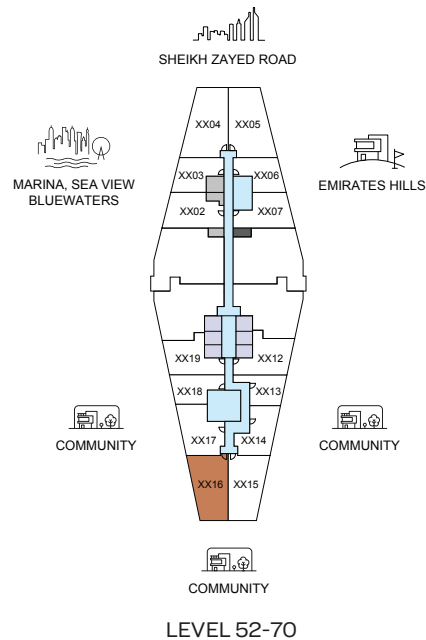 SHEIKH ZAYED ROAD
XX04
XX05
MARINA, SEA VIEW
BLUEWATERS
EMIRATES HILLS
XX03
XX06
XX02
XX07
XX19
XX12
XX18
XX13
XX17
XX14
COMMUNITY
COMMUNITY
XX16
XX15
COMMUNITY
LEVEL 52-70